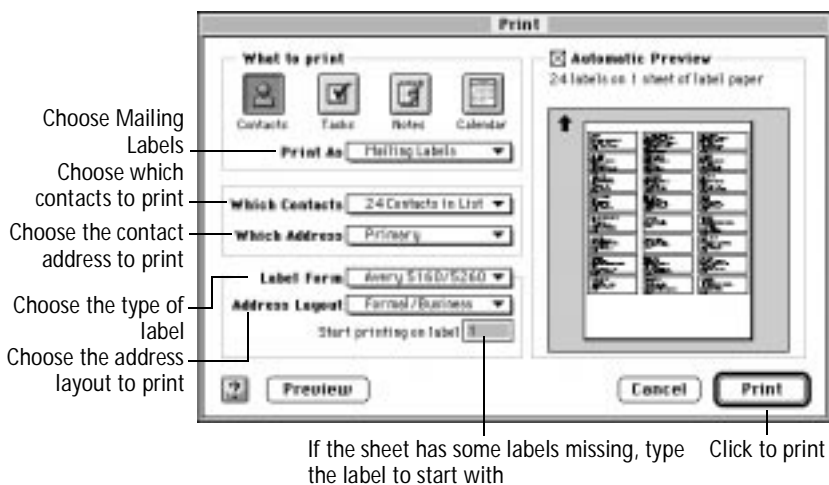 Print
What to print
Contacts
Tasks
Notes
Calendar
Print As
Mailing Labels
Which Contacts
24 Contacts in List
Which Address
Primary
Label Form
Avery 5160/5260
Address Layout
Formal/Business
Start printing on label
1
?
Preview
Automatic Preview
24 labels on 1 sheet of label paper
Cancel
Print
Choose Mailing
Labels
Choose which
contacts to print
Choose the contact
address to print
Choose the type of
label
Choose the address
layout to print
If the sheet has some labels missing, type
the label to start with
Click to print